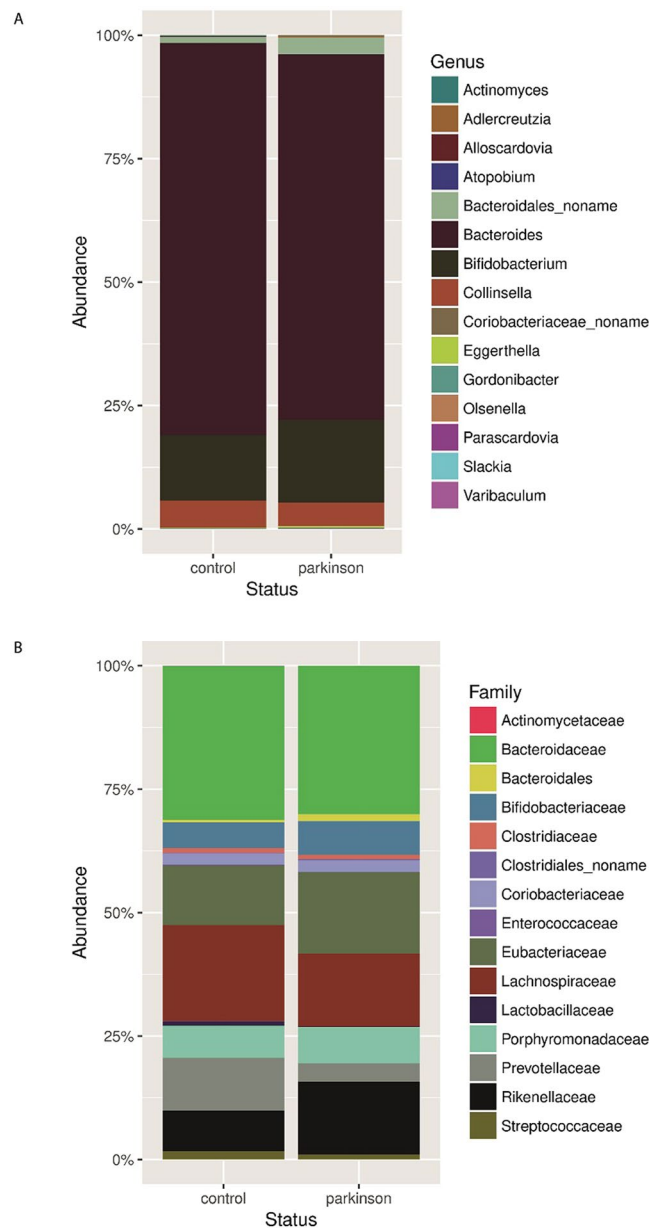 A
100%
75%
50%
25%
0%
Abundance
control
parkinson
Status
Genus
Actinomyces
Adlercreutzia
Alloscardovia
Atopobium
Bacteroidales_noname
Bacteroides
Bifidobacterium
Collinsella
Coriobacteriaceae_noname
Eggerthella
Gordonibacter
Olsenella
Parascardovia
Slackia
Varibaculum
B
100%
75%
50%
25%
0%
Abundance
control
parkinson
Status
Family
Actinomycetaceae
Bacteroidaceae
Bacteroidales
Bifidobacteriaceae
Clostridiaceae
Clostridiales_noname
Coriobacteriaceae
Enterococcaceae
Eubacteriaceae
Lachnospiraceae
Lactobacillaceae
Porphyromonadaceae
Prevotellaceae
Rikenellaceae
Streptococcaceae